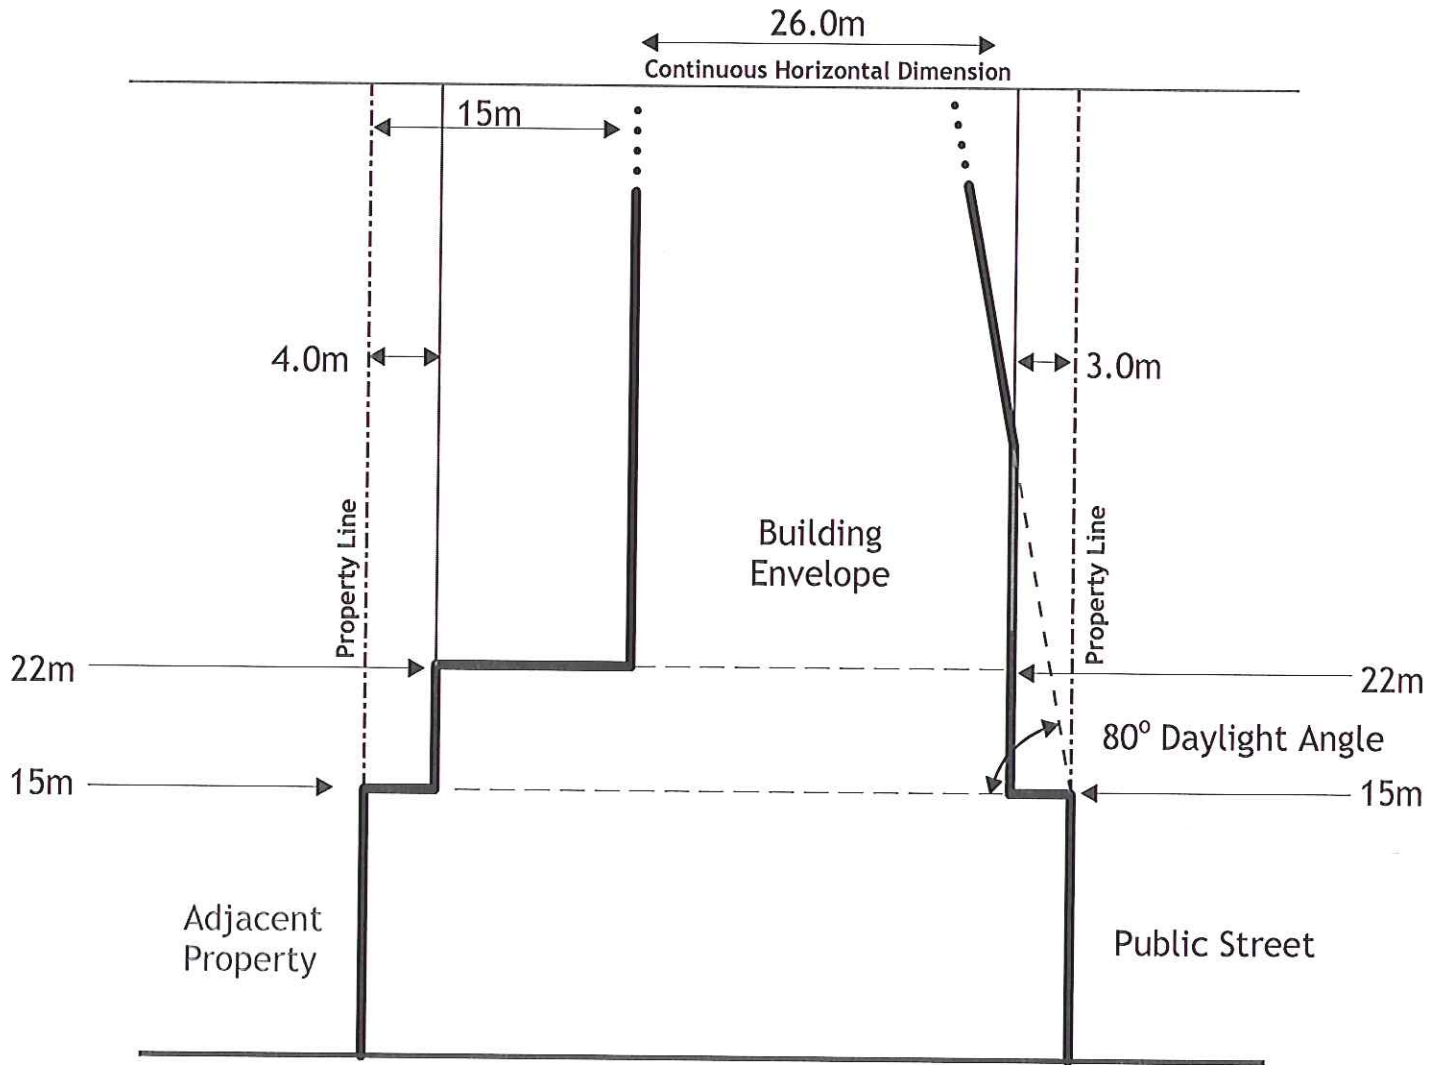 26.0m
Continuous Horizontal Dimension
15m
4.0m
3.0m
Property Line
Property Line
Building
Envelope
22m
22m
80° Daylight Angle
15m
15m
Adjacent
Property
Public Street